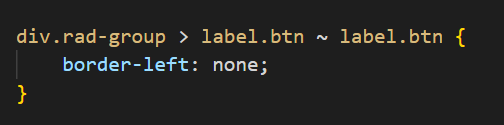 div.rad-group > label.btn ~ label.btn {
    border-left: none;
}